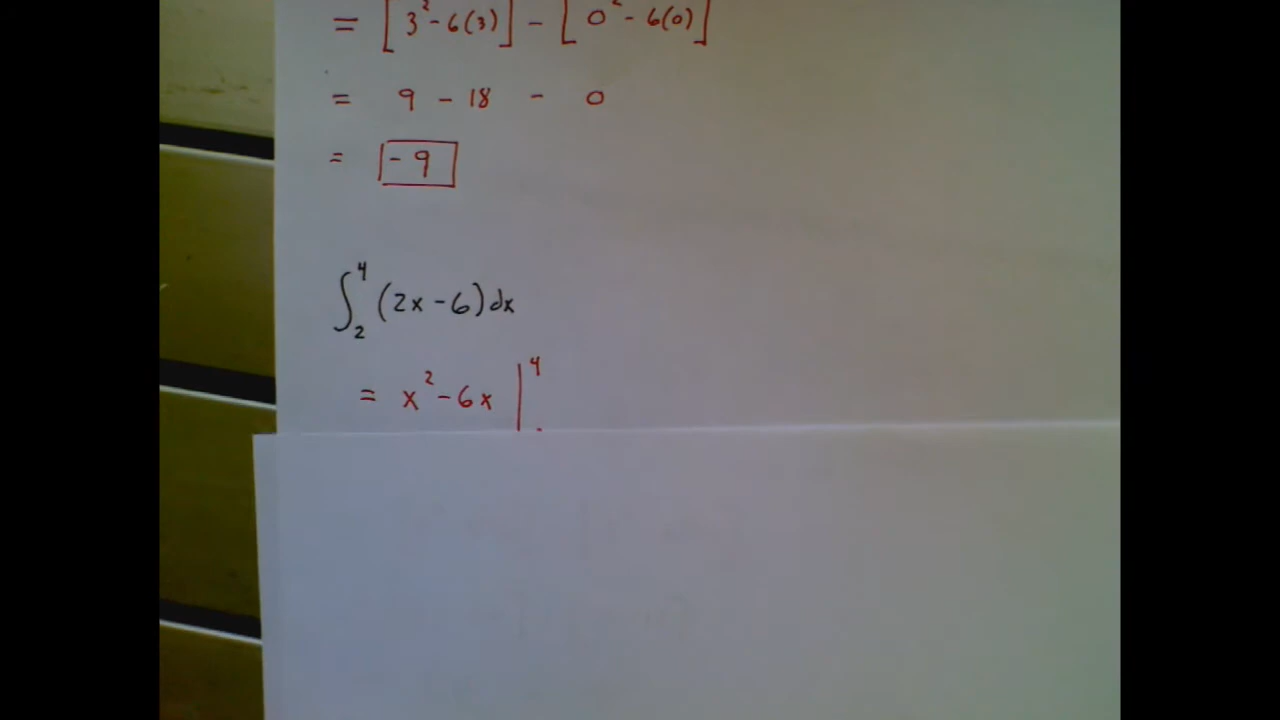 = [3² - 6(3)] - [0² - 6(0)]
= 9 - 18 - 0
= -9
∫₂⁴ (2x - 6) dx
= x² - 6x |⁴